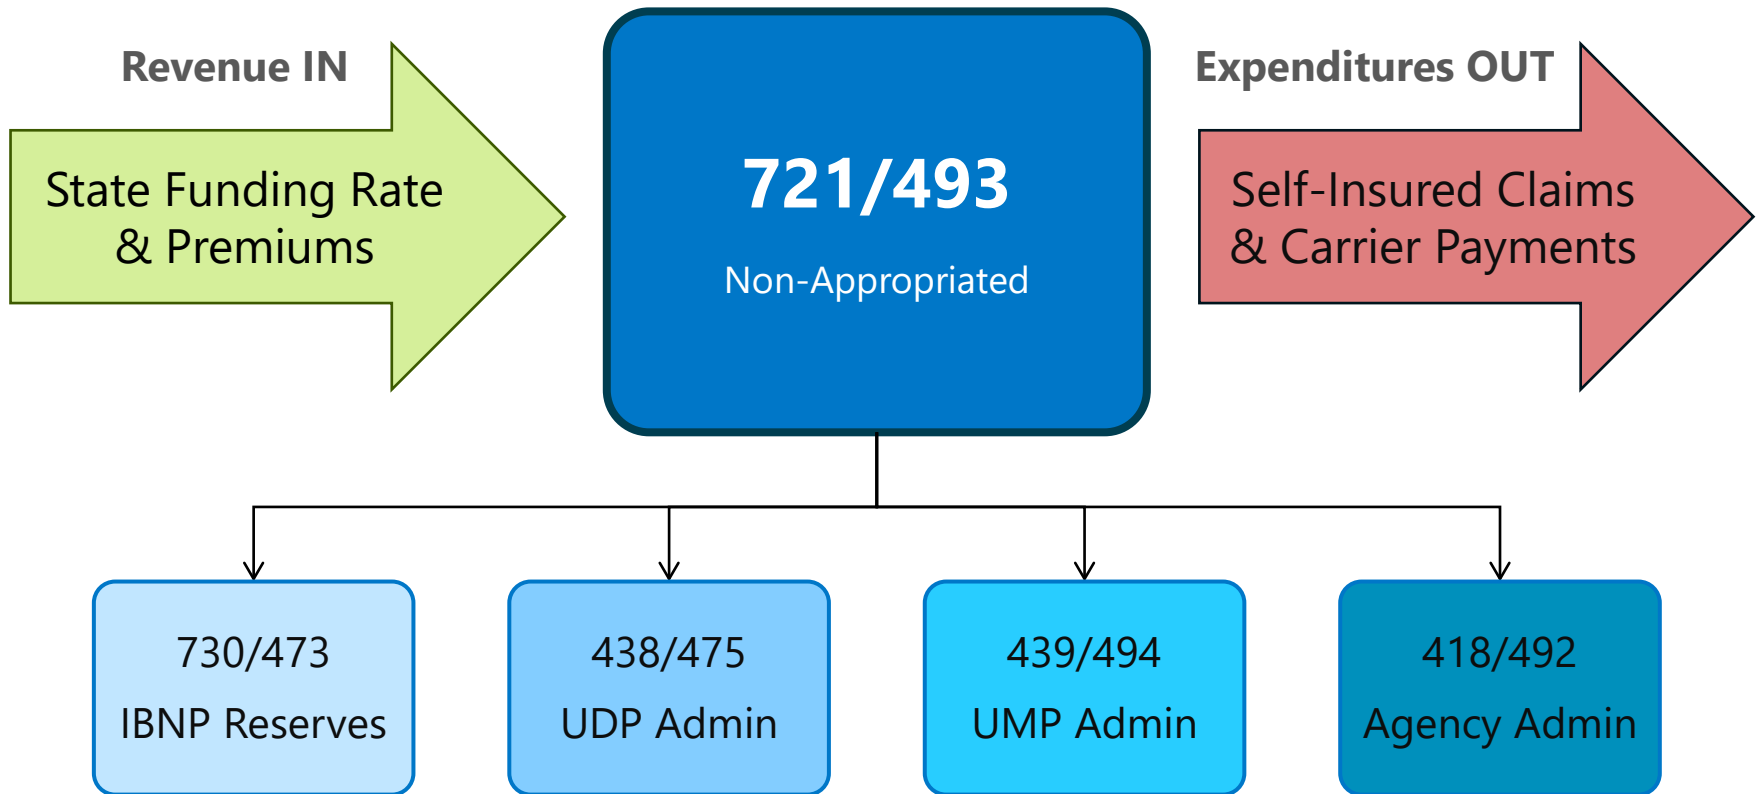 Revenue IN
State Funding Rate
& Premiums
721/493
Non-Appropriated
Expenditures OUT
Self-Insured Claims
& Carrier Payments
730/473
IBNP Reserves
438/475
UDP Admin
439/494
UMP Admin
418/492
Agency Admin